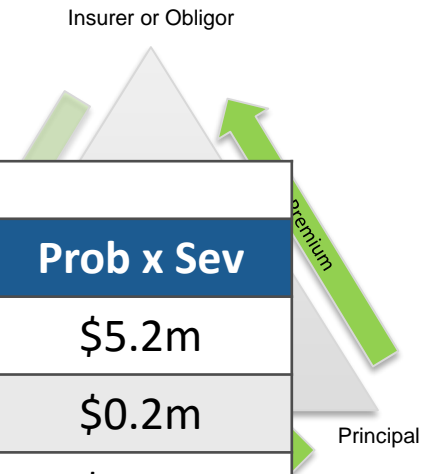 Insurer or Obligor
Premium
Prob x Sev
$5.2m
$0.2m
Principal